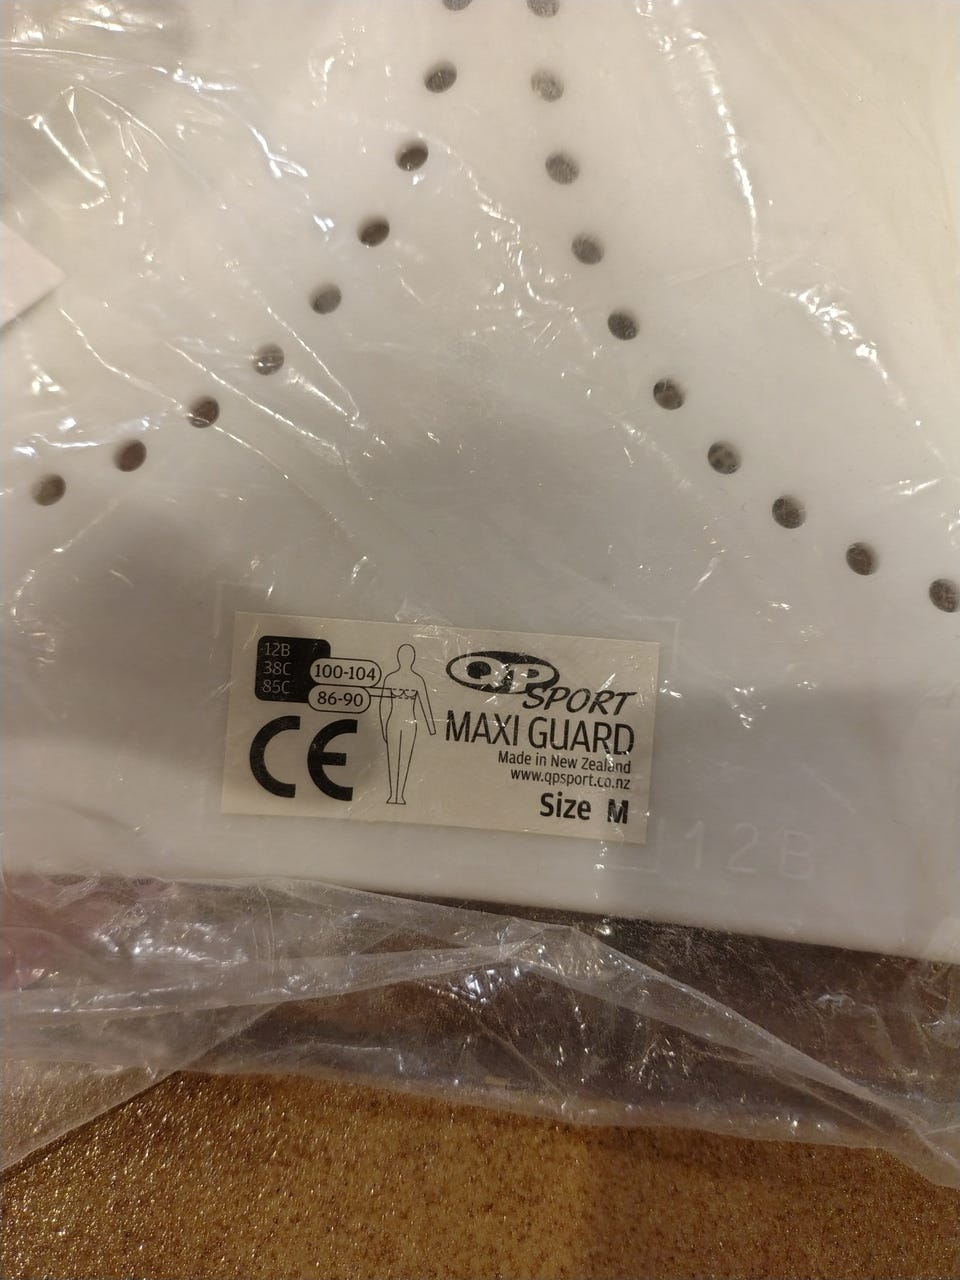 12B
38C
85C
100-104
86-90
CE
QP
SPORT
MAXI GUARD
Made in New Zealand
www.qpsport.co.nz
Size M
12B